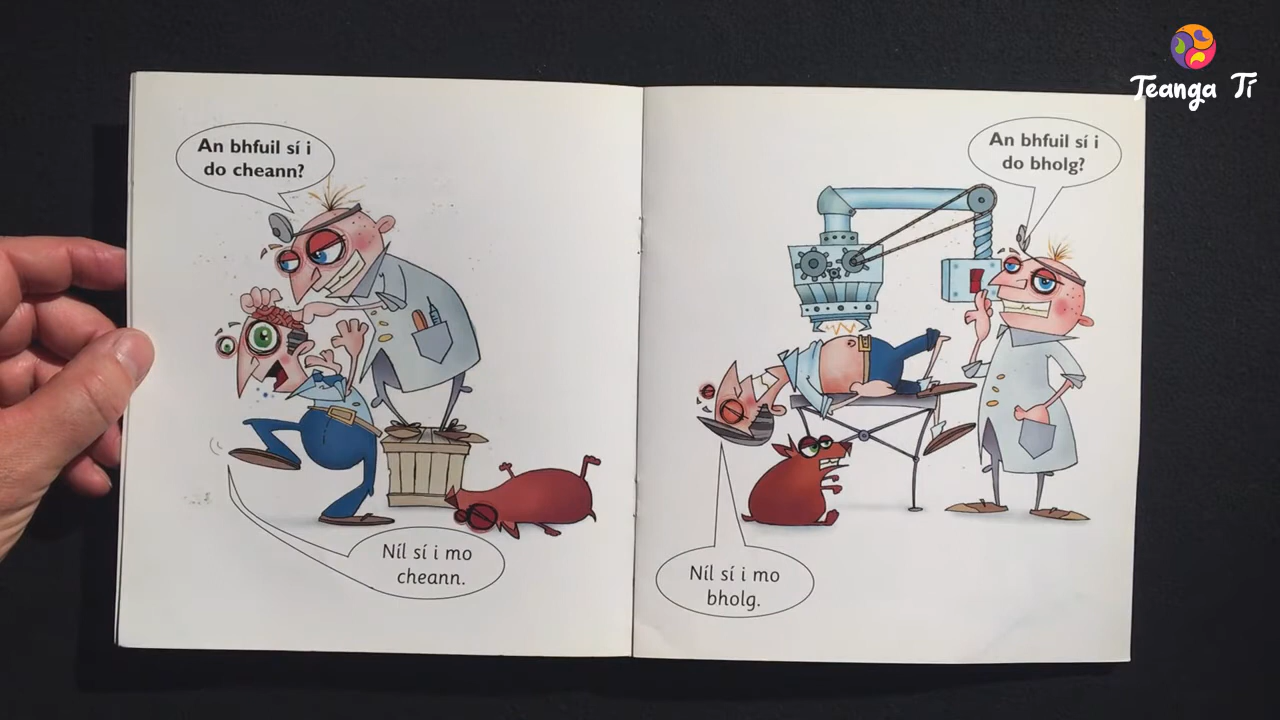 Teanga Tí
An bhfuil sí i
do cheann?
Níl sí i mo
cheann.
An bhfuil sí i
do bholg?
Níl sí i mo
bholg.